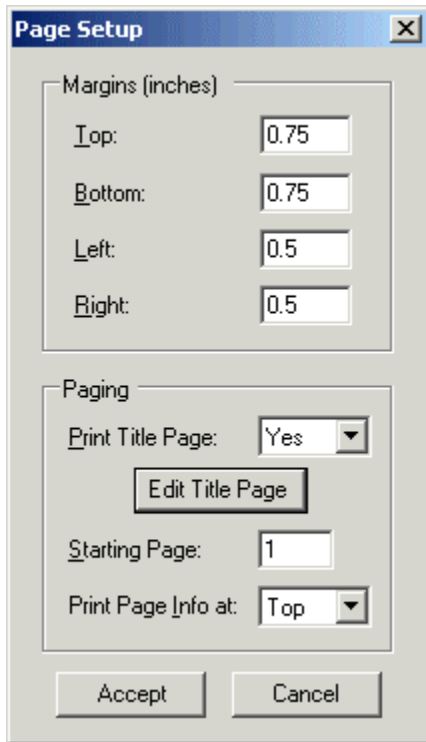 Page Setup
Margins (inches)
Top: 0.75
Bottom: 0.75
Left: 0.5
Right: 0.5
Paging
Print Title Page: Yes
Edit Title Page
Starting Page: 1
Print Page Info at: Top
Accept Cancel